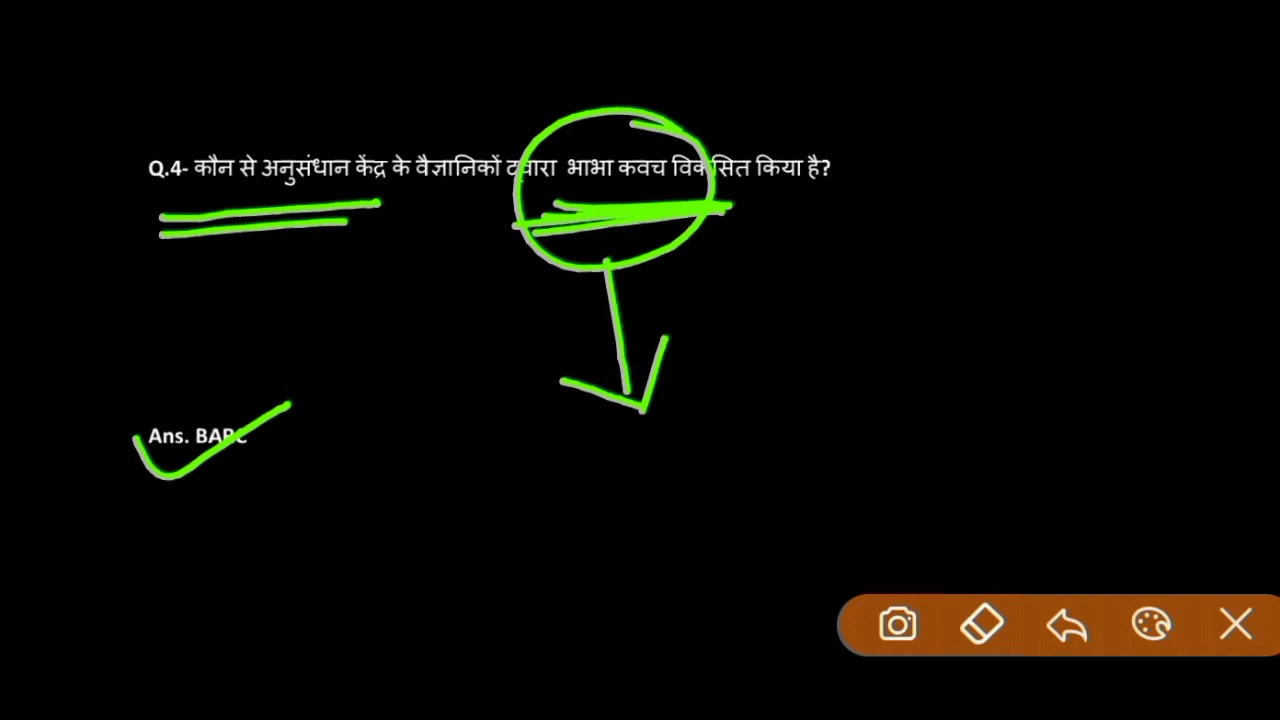 Q.4- कौन से अनुसंधान केंद्र के वैज्ञानिकों द्वारा भाभा कवच विकसित किया है?
Ans. BARC